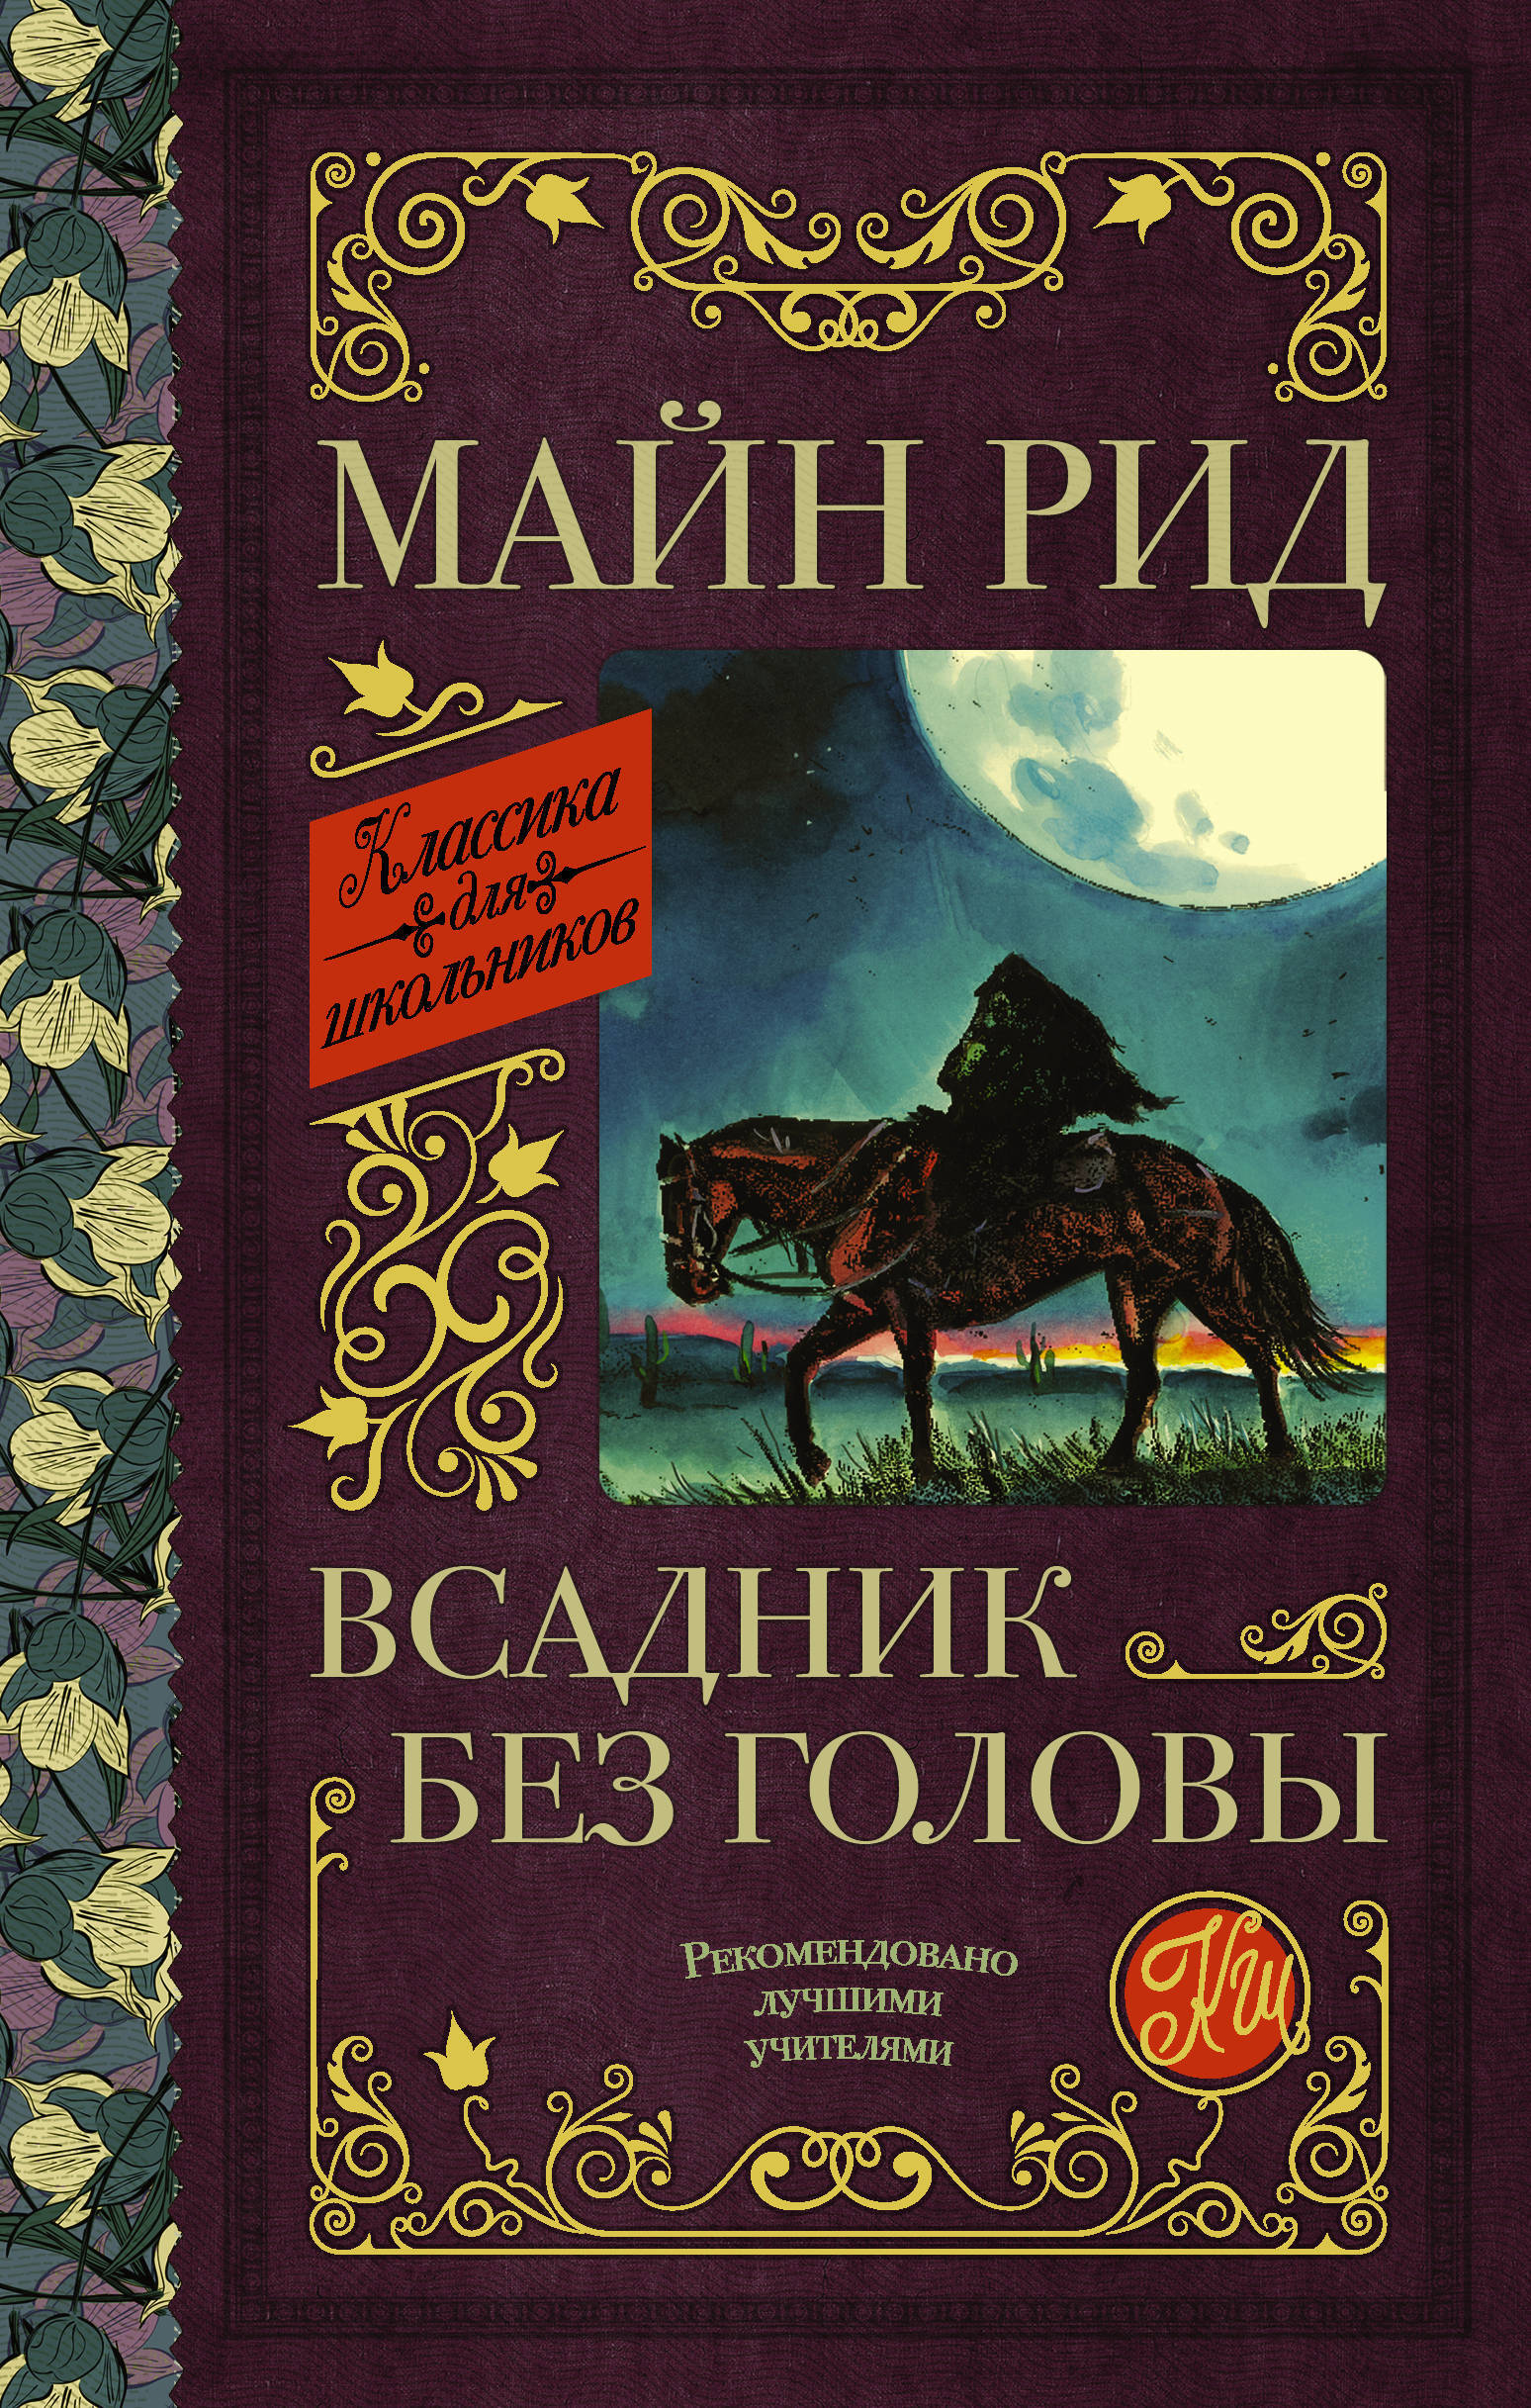 МАЙН РИД
Классика
для
школьников
ВСАДНИК
БЕЗ ГОЛОВЫ
Рекомендовано
лучшими
учителями
КШ